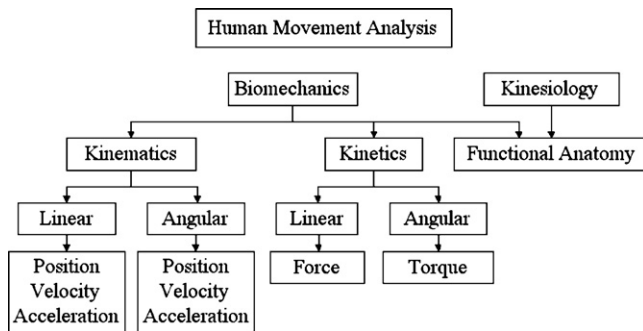 Human Movement Analysis
Biomechanics
Kinesiology
Kinematics
Kinetics
Functional Anatomy
Linear
Angular
Linear
Angular
Position
Velocity
Acceleration
Position
Velocity
Acceleration
Force
Torque